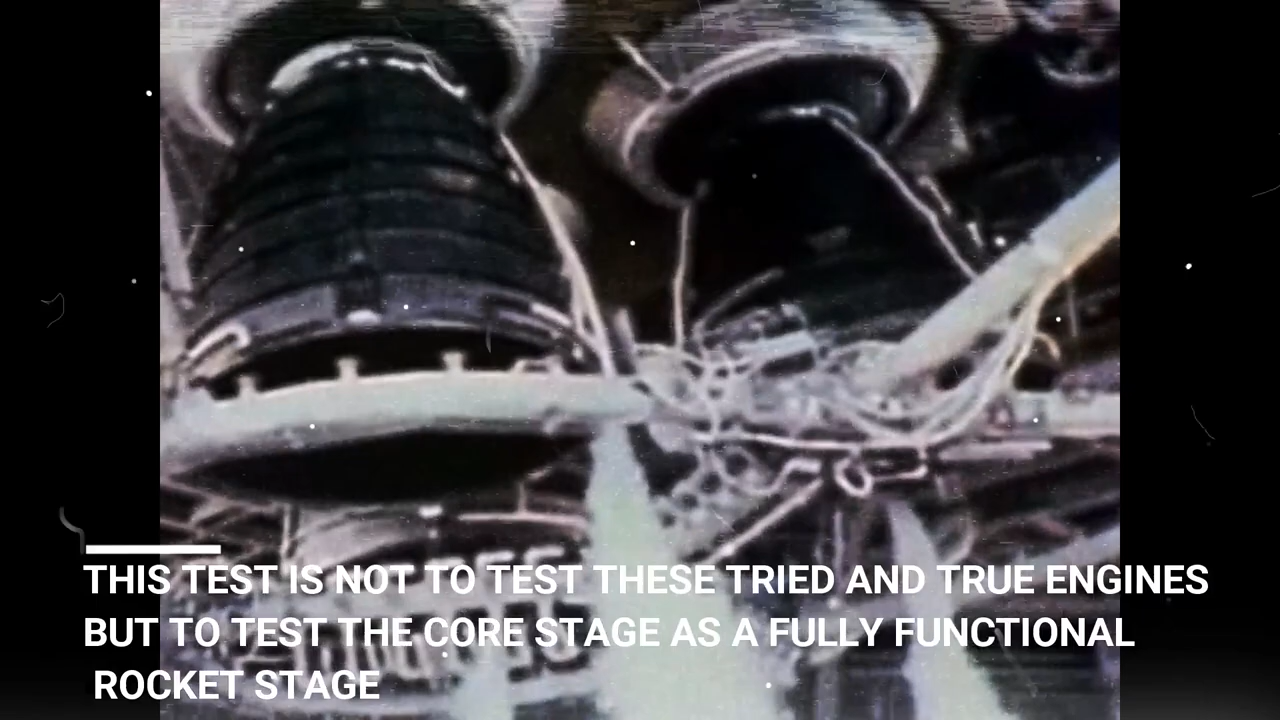 THIS TEST IS NOT TO TEST THESE TRIED AND TRUE ENGINES
BUT TO TEST THE CORE STAGE AS A FULLY FUNCTIONAL
ROCKET STAGE